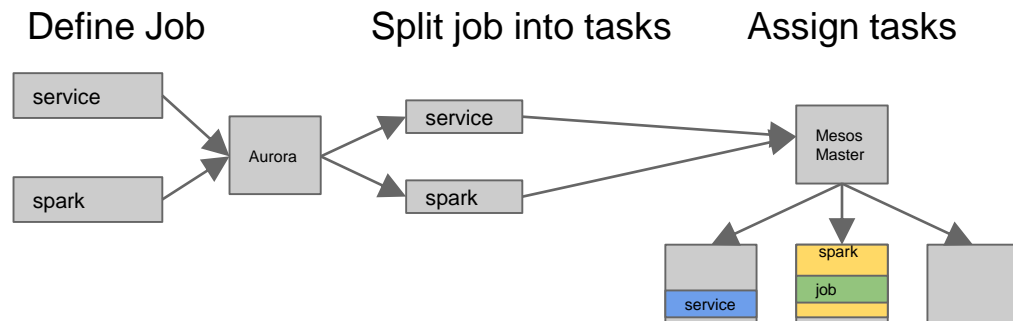 Define Job
Split job into tasks
Assign tasks
service
spark
Aurora
service
spark
Mesos
Master
service
spark
job